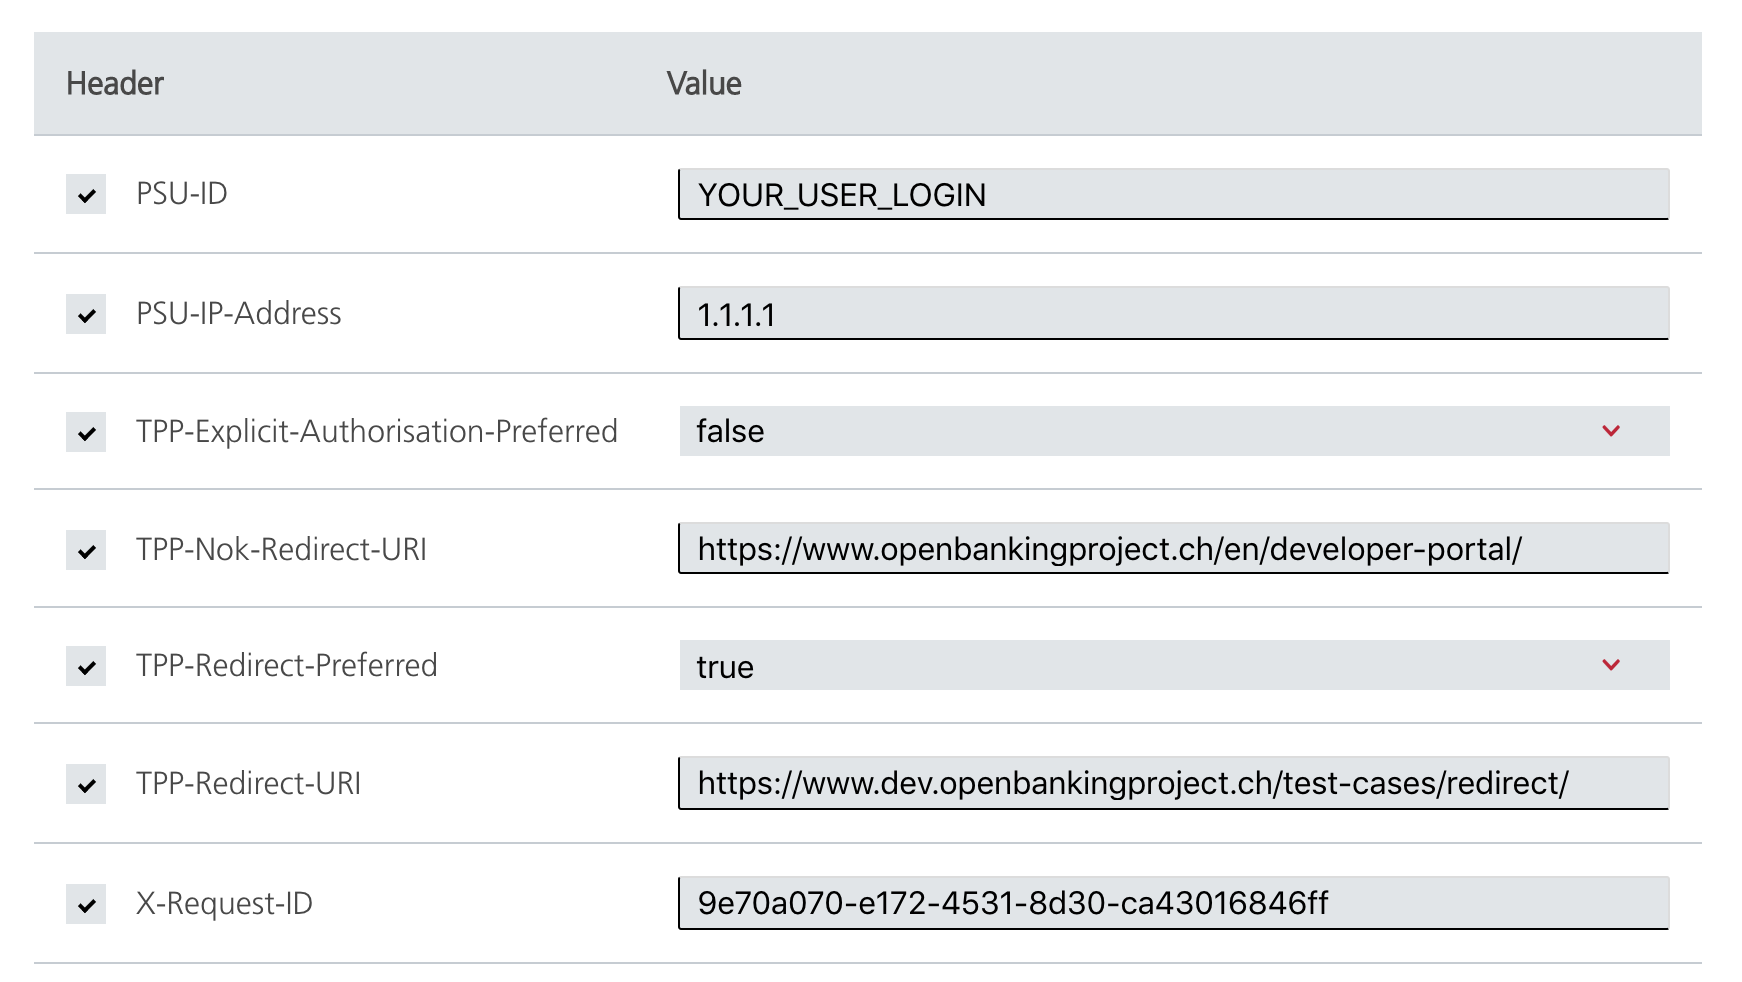 Header Value
PSU-ID YOUR_USER_LOGIN
PSU-IP-Address 1.1.1.1
TPP-Explicit-Authorisation-Preferred false
TPP-Nok-Redirect-URI https://www.openbankingproject.ch/en/developer-portal/
TPP-Redirect-Preferred true
TPP-Redirect-URI https://www.dev.openbankingproject.ch/test-cases/redirect/
X-Request-ID 9e70a070-e172-4531-8d30-ca43016846ff